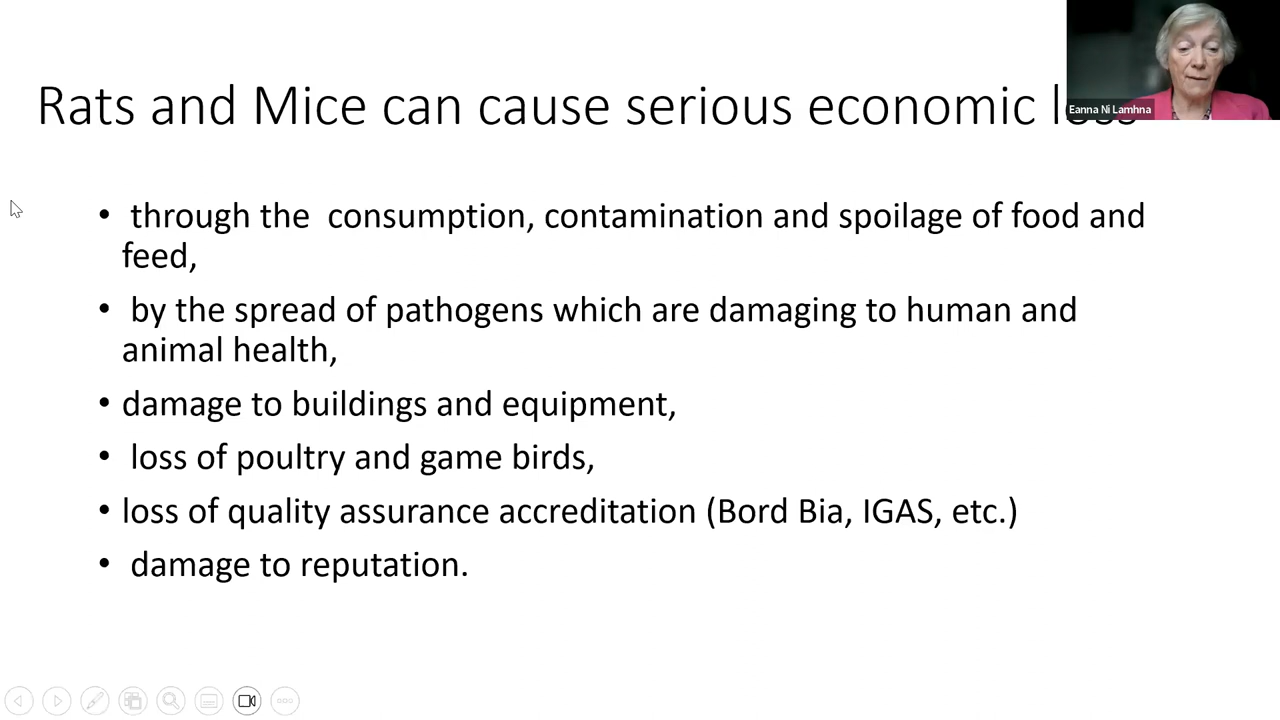 Rats and Mice can cause serious economic loss
Eanna Ni Lamhna
• through the consumption, contamination and spoilage of food and
feed,
• by the spread of pathogens which are damaging to human and
animal health,
• damage to buildings and equipment,
• loss of poultry and game birds,
• loss of quality assurance accreditation (Bord Bia, IGAS, etc.)
• damage to reputation.